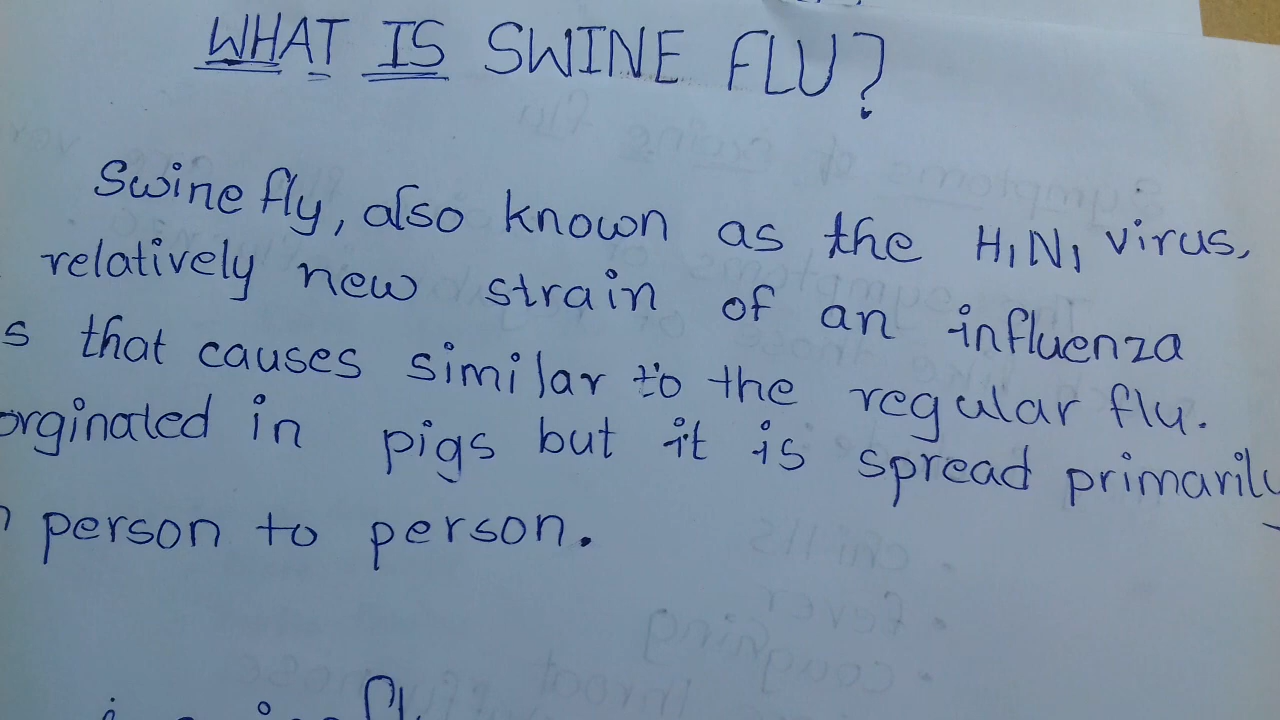 WHAT IS SWINE FLU?
Swine fly, also known as the H1N1 virus,
relatively new strain of an influenza
s that causes similar to the regular flu.
orginated in pigs but it is spread primarily
person to person.